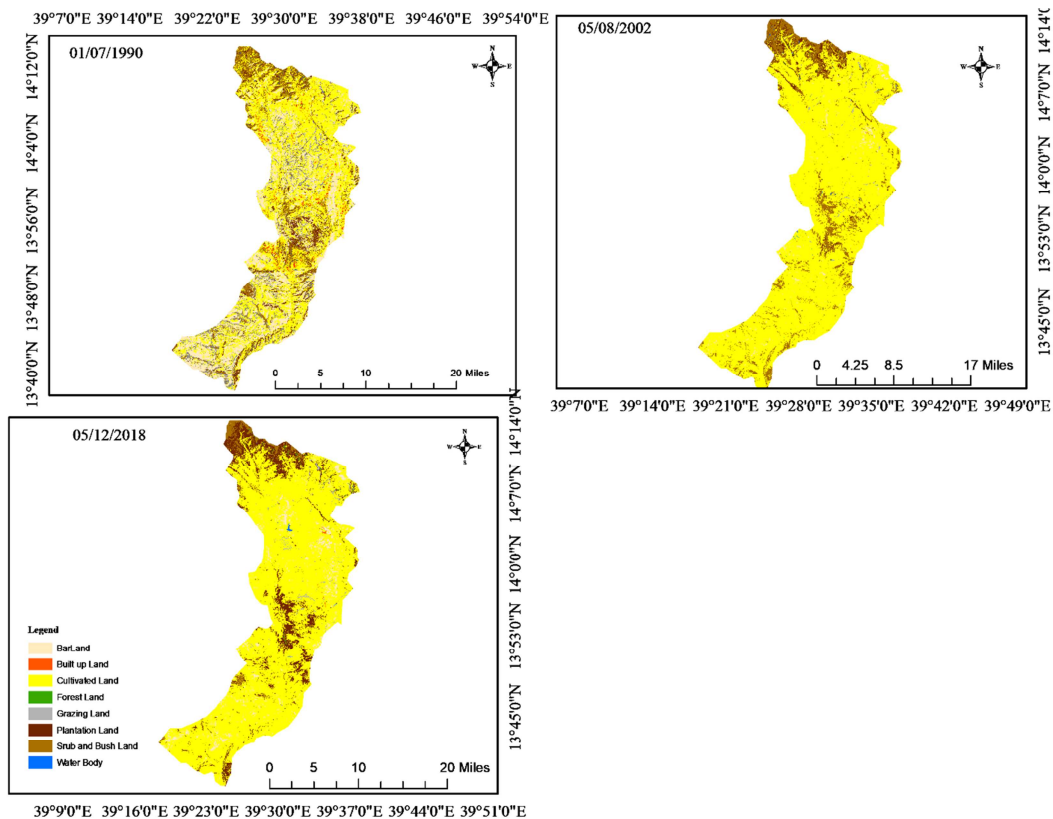 39°7'0"E 39°14'0"E 39°22'0"E 39°30'0"E 39°38'0"E 39°46'0"E 39°54'0"E
01/07/1990
N
W E
S
14°12'0"N
14°4'0"N
13°56'0"N
13°48'0"N
13°40'0"N
0 5 10 20 Miles
05/08/2002
N
W E
S
14°14'0
14°7'0"N
14°0'0"N
13°53'0"N
13°45'0"N
0 4.25 8.5 17 Miles
39°7'0"E 39°14'0"E 39°21'0"E 39°28'0"E 39°35'0"E 39°42'0"E 39°49'0"E
05/12/2018
N
W E
S
14°14'0"N
14°7'0"N
14°0'0"N
13°53'0"N
13°45'0"N
Legend
BarLand
Built up Land
Cultivated Land
Forest Land
Grazing Land
Plantation Land
Srub and Bush Land
Water Body
0 5 10 20 Miles
39°9'0"E 39°16'0"E 39°23'0"E 39°30'0"E 39°37'0"E 39°44'0"E 39°51'0"E